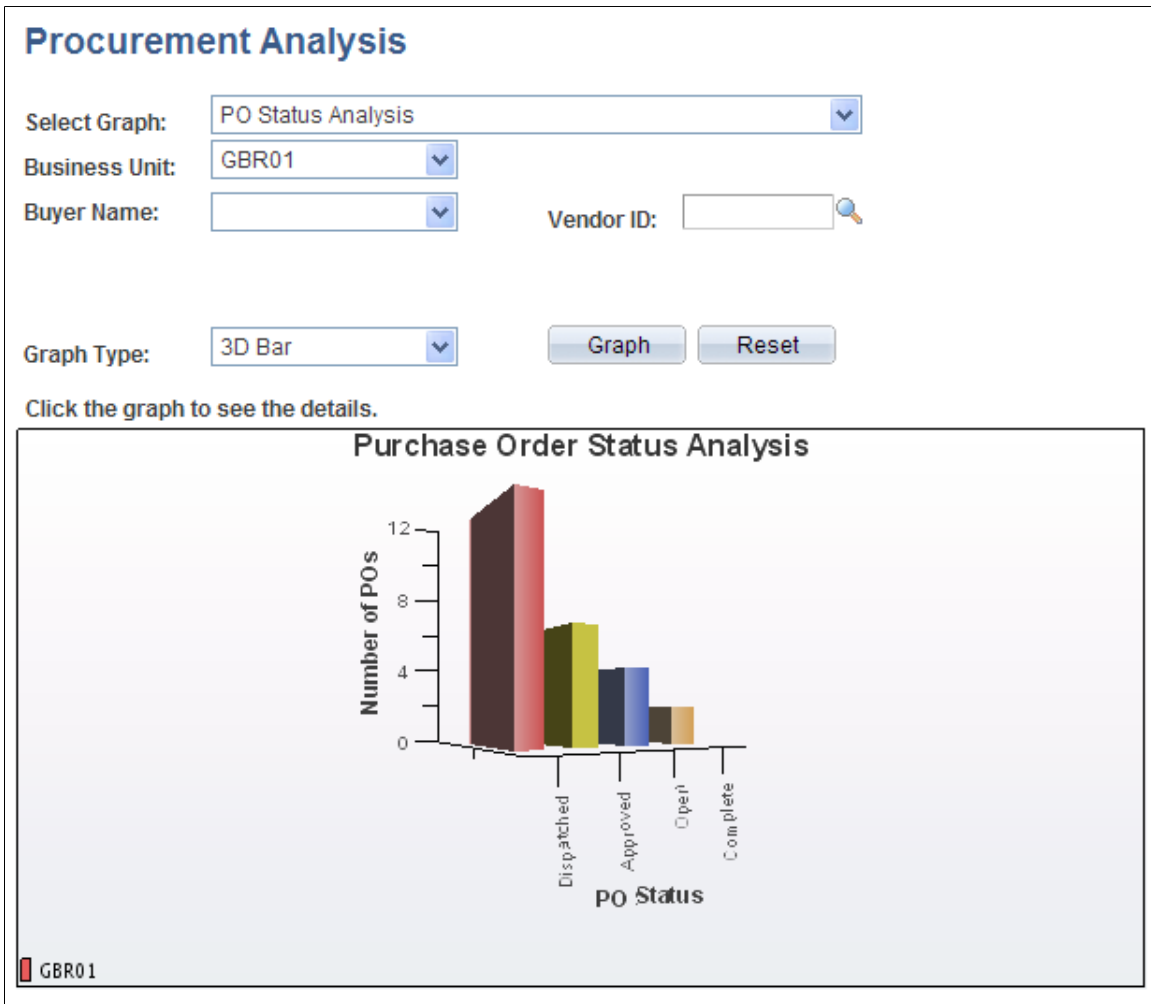 Procurement Analysis
Select Graph: PO Status Analysis
Business Unit: GBR01
Buyer Name: Vendor ID:
Graph Type: 3D Bar Graph Reset
Click the graph to see the details.
Purchase Order Status Analysis
12
8
4
0
Number of POs
Dispatched
Approved
Open
Complete
PO Status
GBR01